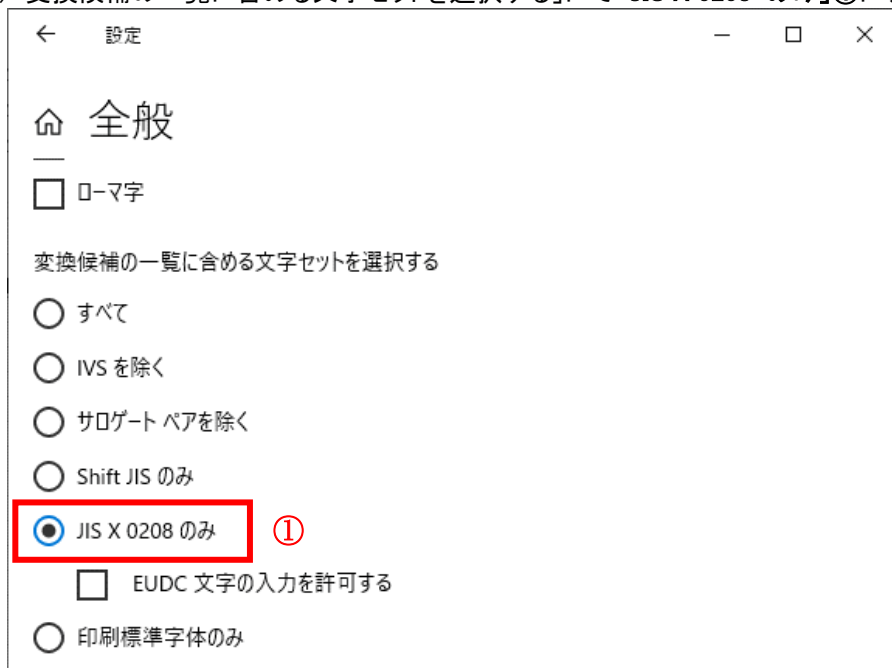 設定
全般
ローマ字
変換候補の一覧に含める文字セットを選択する
すべて
IVS を除く
サロゲート ペアを除く
Shift JIS のみ
JIS X 0208 のみ ①
EUDC 文字の入力を許可する
印刷標準字体のみ